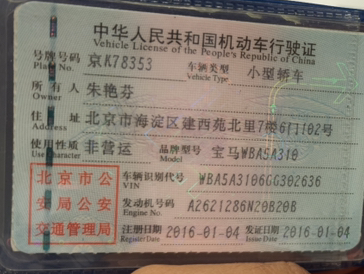 中华人民共和国机动车行驶证
Vehicle License of the People's Republic of China
号牌号码 京K78353 车辆类型 小型轿车
Plate No. Vehicle Type
所有人 朱艳芬
Owner
住址 北京市海淀区建西苑北里7楼6门102号
Address
使用性质 非营运 品牌型号 宝马WBA5A310
Use Character Model
北京市公安局公安交通管理局
车辆识别代号 WBA5A3106GG302636
VIN
发动机号码 A2621286N20B20B
Engine No.
注册日期 2016-01-04 发证日期 2016-01-04
Register Date Issue Date